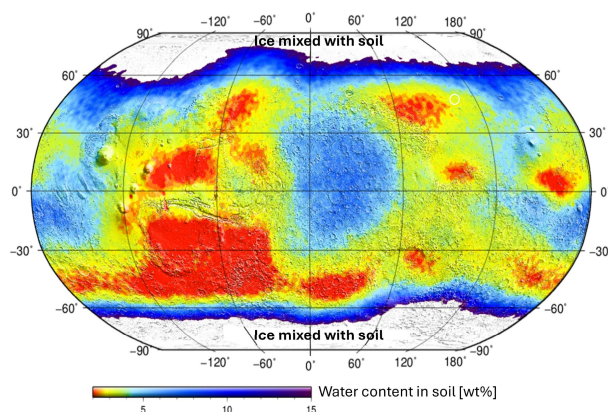 -120° -60° 0° 60° 120° 180°
90° 90°
Ice mixed with soil
60° 60°
30° 30°
0° 0°
-30° -30°
-60° -60°
Ice mixed with soil
-90° -90°
-120° -60° 0° 60° 120° 180°
Water content in soil [wt%]
5 10 15